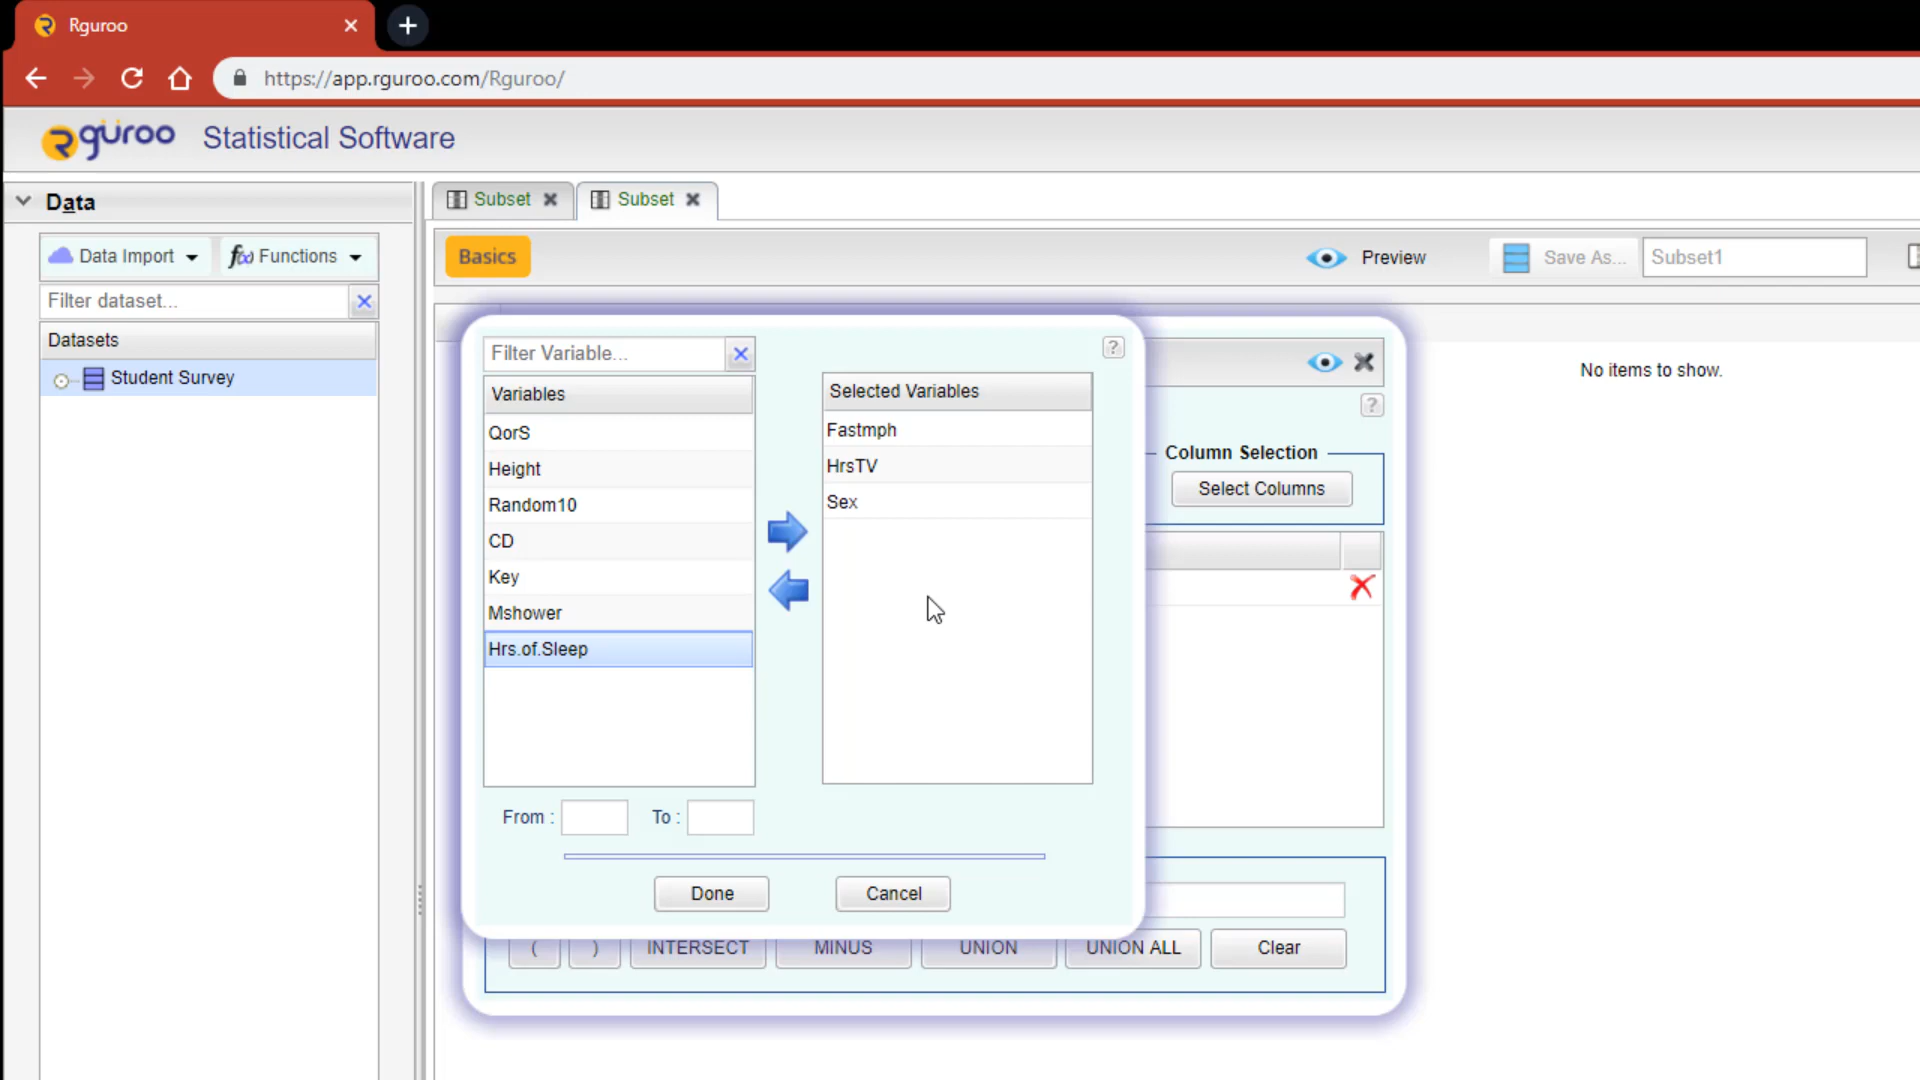 Rguroo
https://app.rguroo.com/Rguroo/
rguroo Statistical Software
Data
Subset
Subset
Data Import
f(x) Functions
Basics
Preview
Save As...
Subset1
Filter dataset...
Datasets
Student Survey
Filter Variable...
?
Variables
QorS
Height
Random10
CD
Key
Mshower
Hrs.of.Sleep
Selected Variables
Fastmph
HrsTV
Sex
From :
To :
Done
Cancel
?
Column Selection
Select Columns
No items to show.
(
)
INTERSECT
MINUS
UNION
UNION ALL
Clear